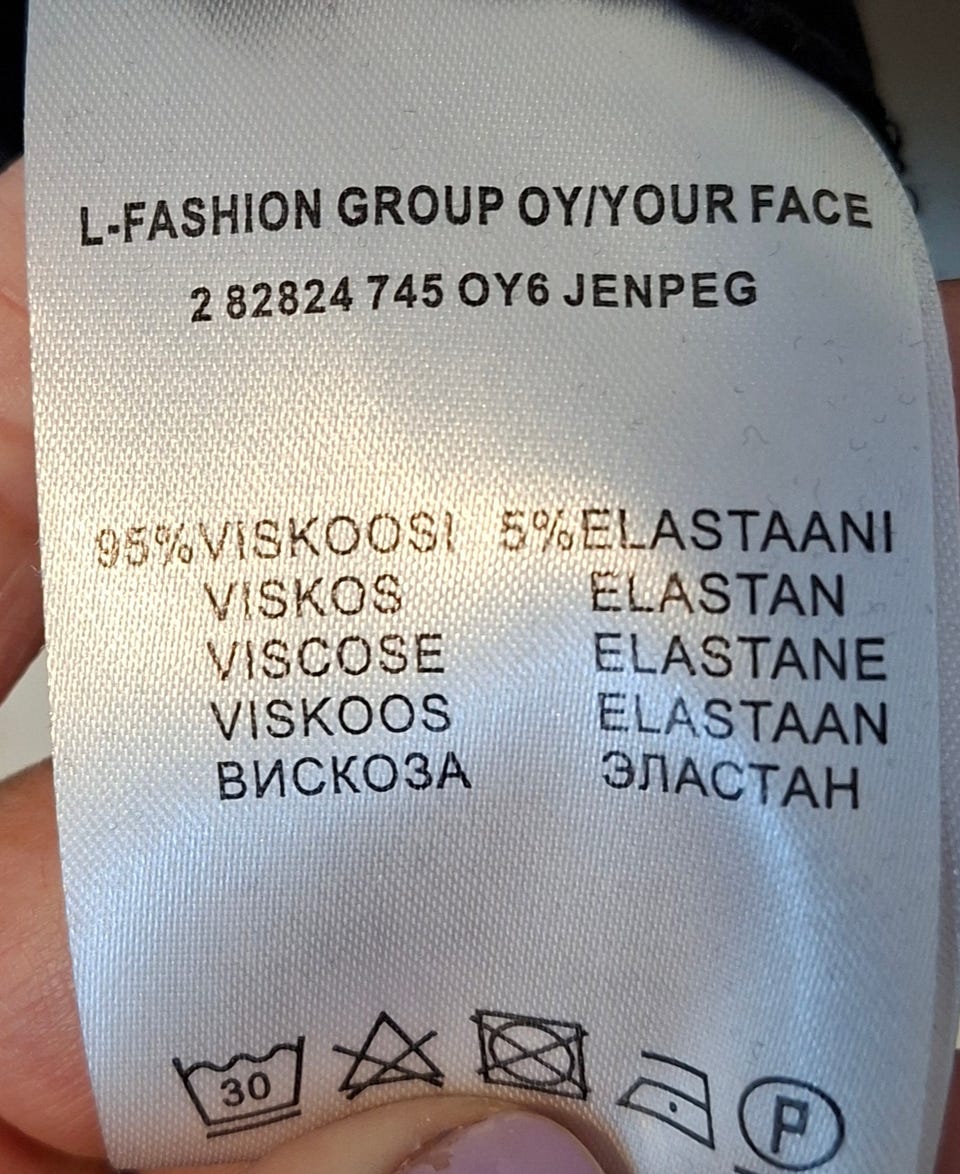 L-FASHION GROUP OY/YOUR FACE
2 82824 745 OY6 JENPEG
95%VISKOOSI 5%ELASTAANI
VISKOS ELASTAN
VISCOSE ELASTANE
VISKOOS ELASTAAN
ВИСКОЗА ЭЛАСТАН
30 P